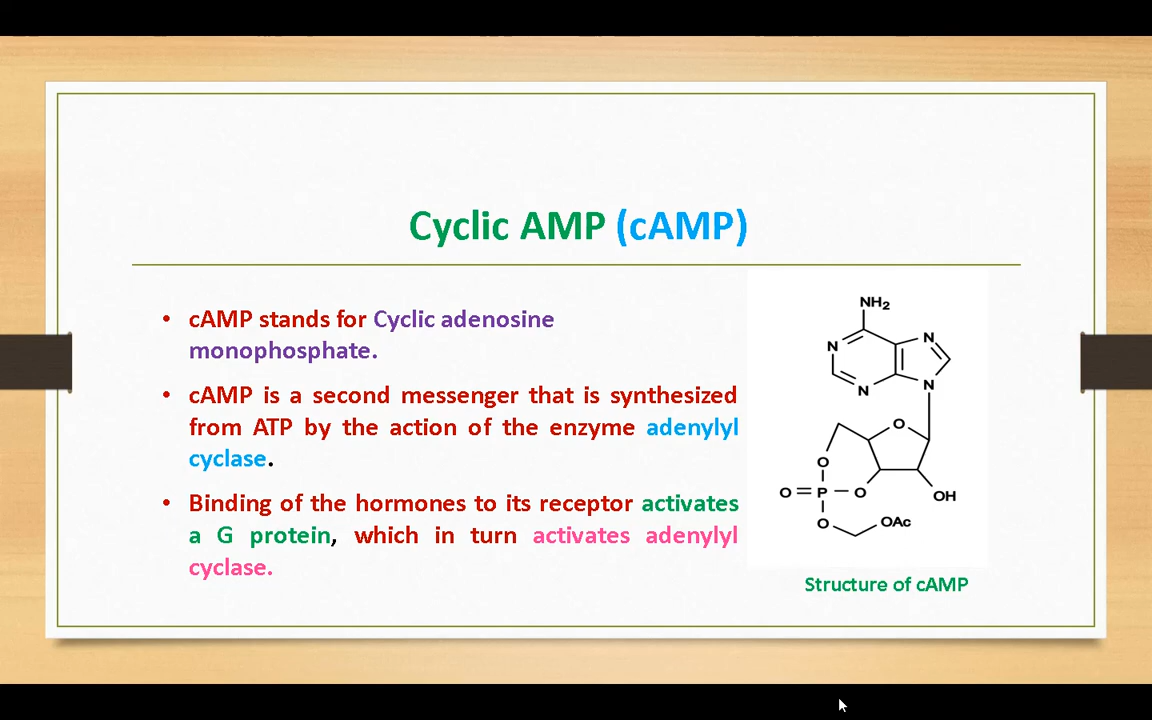 Cyclic AMP (cAMP)
• cAMP stands for Cyclic adenosine
monophosphate.
• cAMP is a second messenger that is synthesized
from ATP by the action of the enzyme adenylyl
cyclase.
• Binding of the hormones to its receptor activates
a G protein, which in turn activates adenylyl
cyclase.
NH2
N N
N N
O
O
O=P-O OH
O OAc
Structure of cAMP